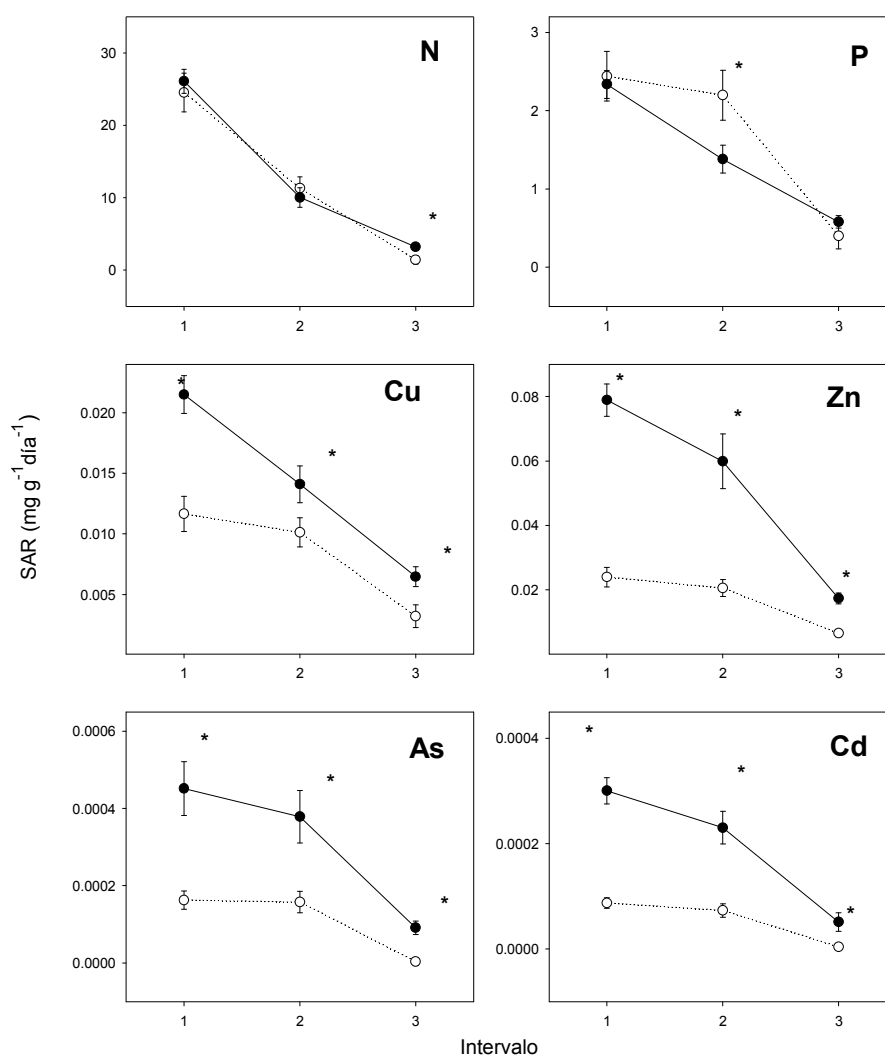 N
30
20
10
0
1 2 3
*
P
3
2
1
0
1 2 3
*
Cu
0.020
0.015
0.010
0.005
1 2 3
* * *
Zn
0.08
0.06
0.04
0.02
1 2 3
* * *
As
0.0006
0.0004
0.0002
0.0000
1 2 3
* * *
Cd
0.0004
0.0002
0.0000
1 2 3
* * *
SAR (mg g⁻¹día⁻¹)
Intervalo